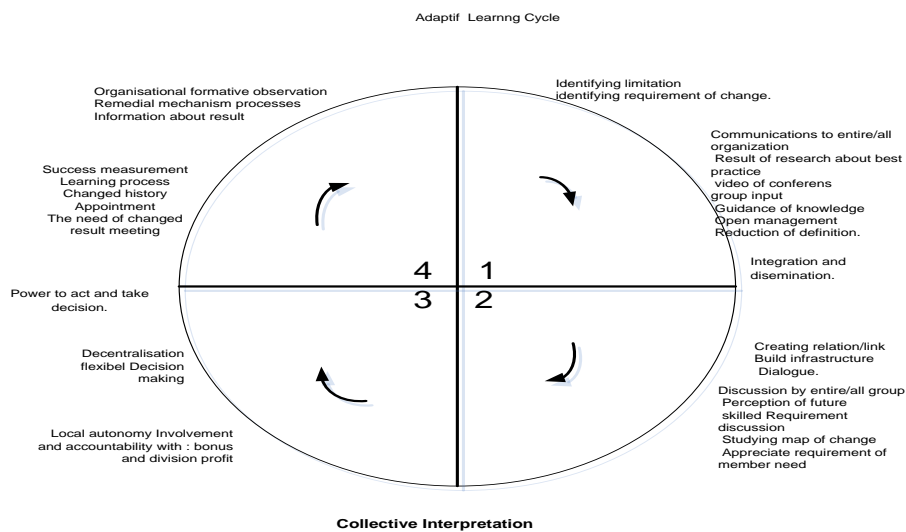 Adaptif Learnng Cycle
Organisational formative observation
Remedial mechanism processes
Information about result
Identifying limitation
identifying requirement of change.
Communications to entire/all
organization
Result of research about best
practice
video of conferens
group input
Guidance of knowledge
Open management
Reduction of definition.
Success measurement
Learning process
Changed history
Appointment
The need of changed
result meeting
Integration and
disemination.
4 1
3 2
Power to act and take
decision.
Decentralisation
flexibel Decision
making
Creating relation/link
Build infrastructure
Dialogue.
Discussion by entire/all group
Perception of future
skilled Requirement
discussion
Studying map of change
Appreciate requirement of
member need
Local autonomy Involvement
and accountability with : bonus
and division profit
Collective Interpretation